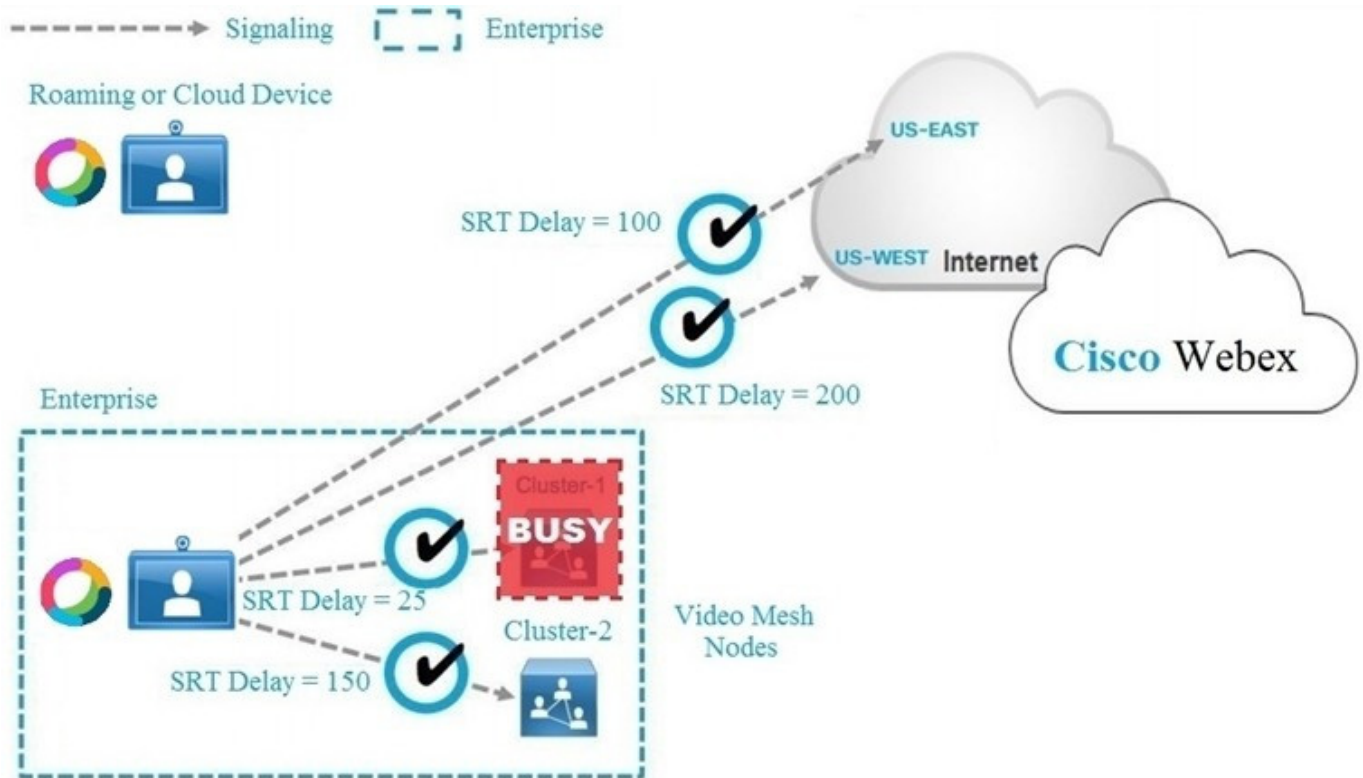 Signaling
Enterprise
Roaming or Cloud Device
US-EAST
SRT Delay = 100
US-WEST Internet
Cisco Webex
SRT Delay = 200
Enterprise
Cluster-1
BUSY
SRT Delay = 25
Cluster-2
Video Mesh
Nodes
SRT Delay = 150